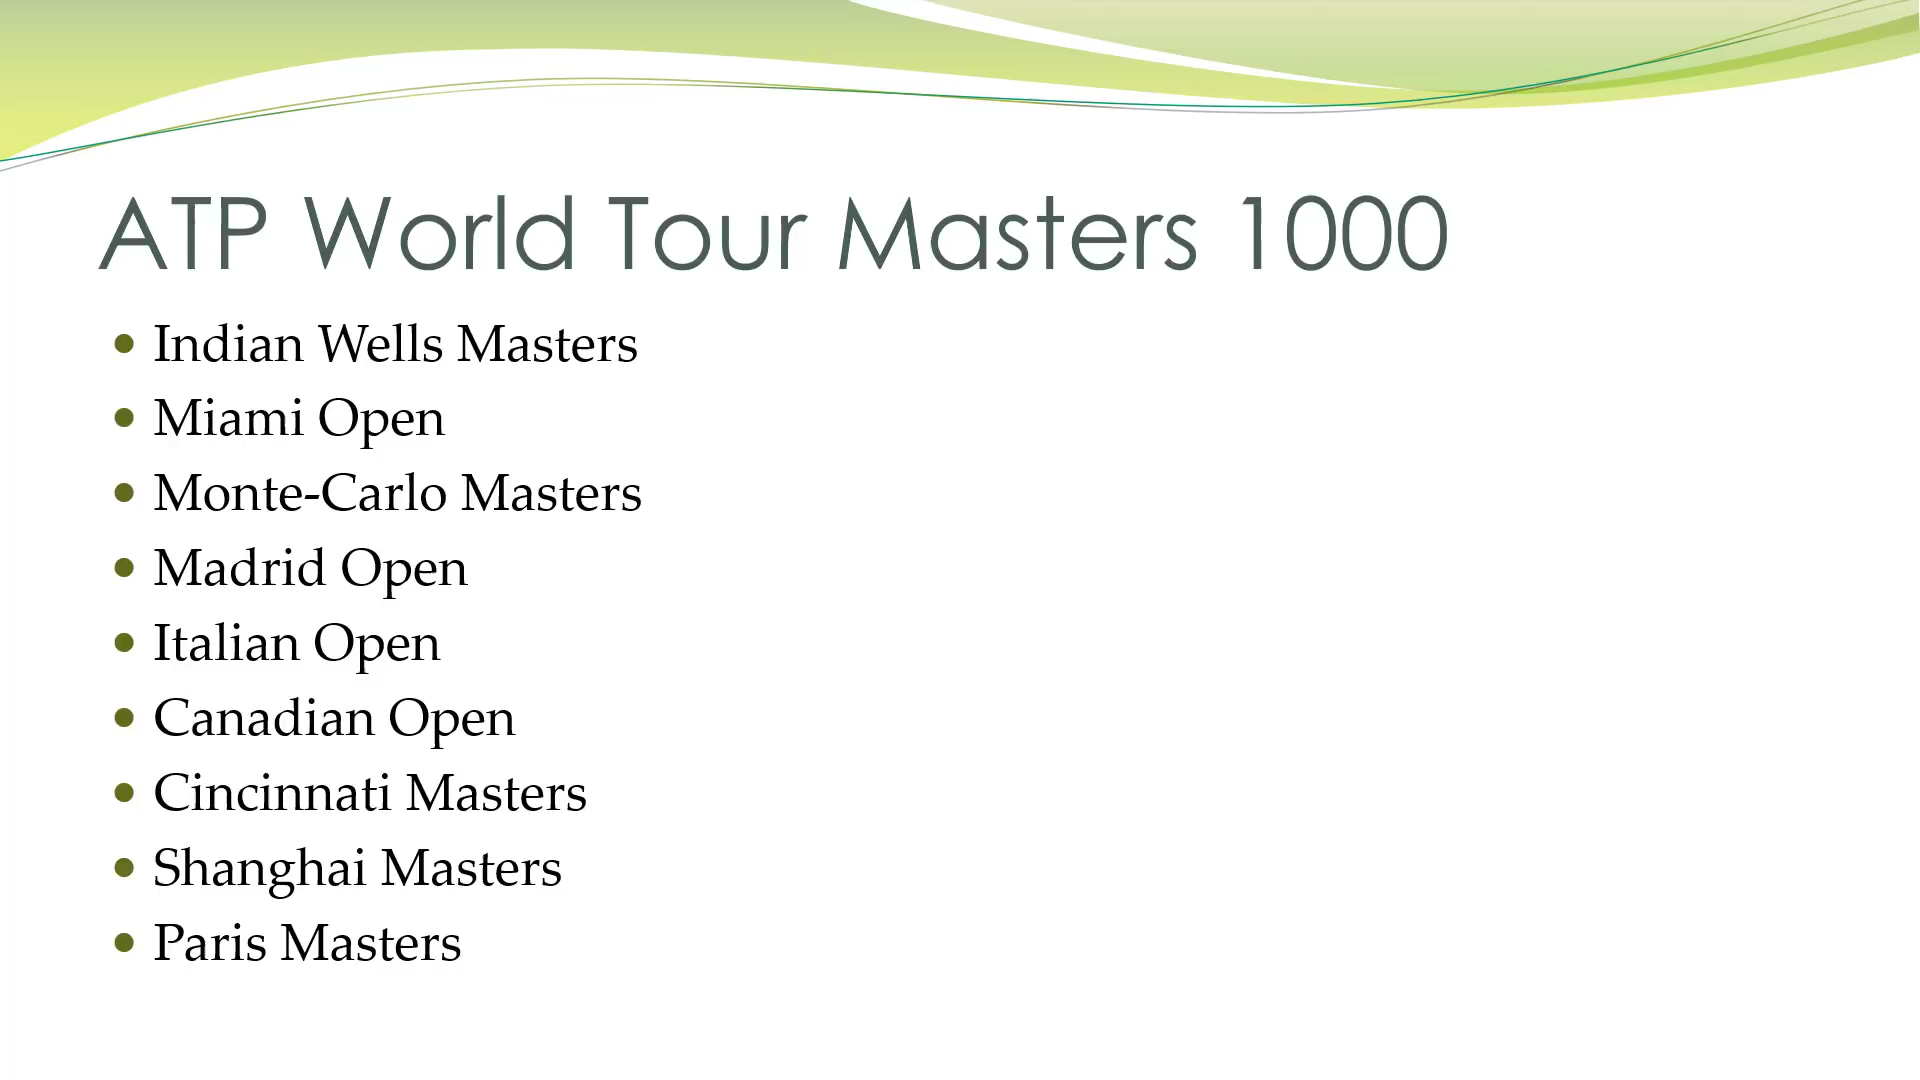 ATP World Tour Masters 1000
• Indian Wells Masters
• Miami Open
• Monte-Carlo Masters
• Madrid Open
• Italian Open
• Canadian Open
• Cincinnati Masters
• Shanghai Masters
• Paris Masters